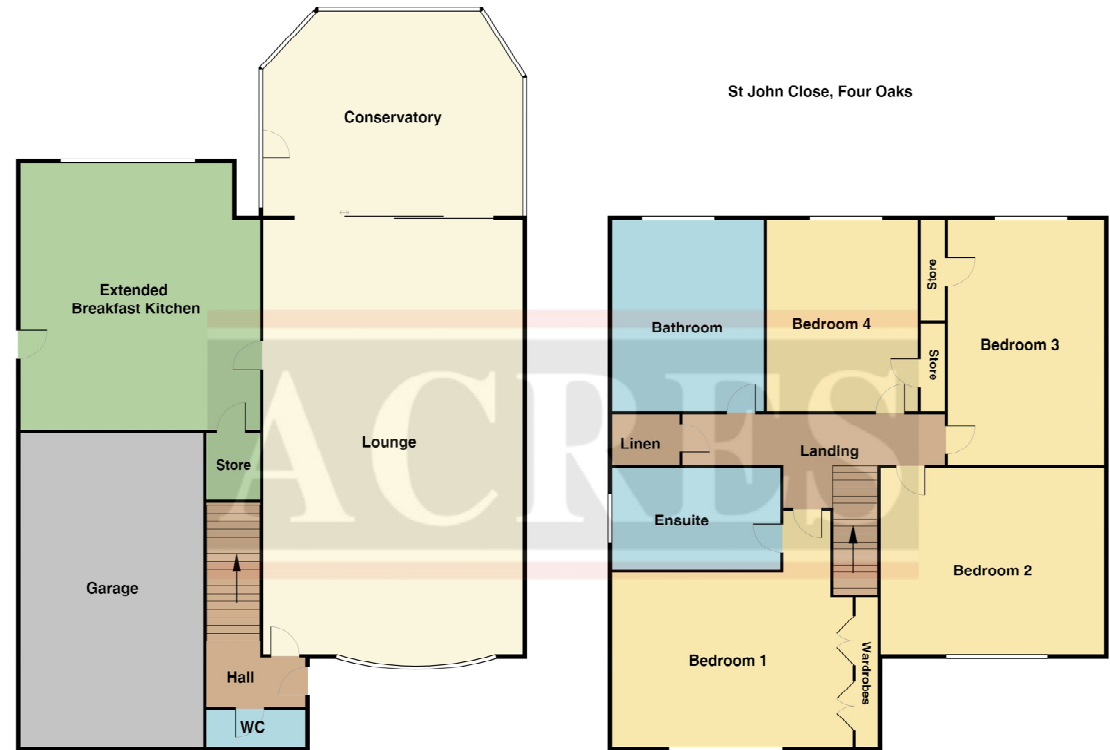 St John Close, Four Oaks
Conservatory
Extended
Breakfast Kitchen
Lounge
Store
Garage
Hall
WC
Bathroom
Bedroom 4
Store
Store
Bedroom 3
Linen
Landing
Ensuite
Bedroom 2
Bedroom 1
Wardrobes
ACRES